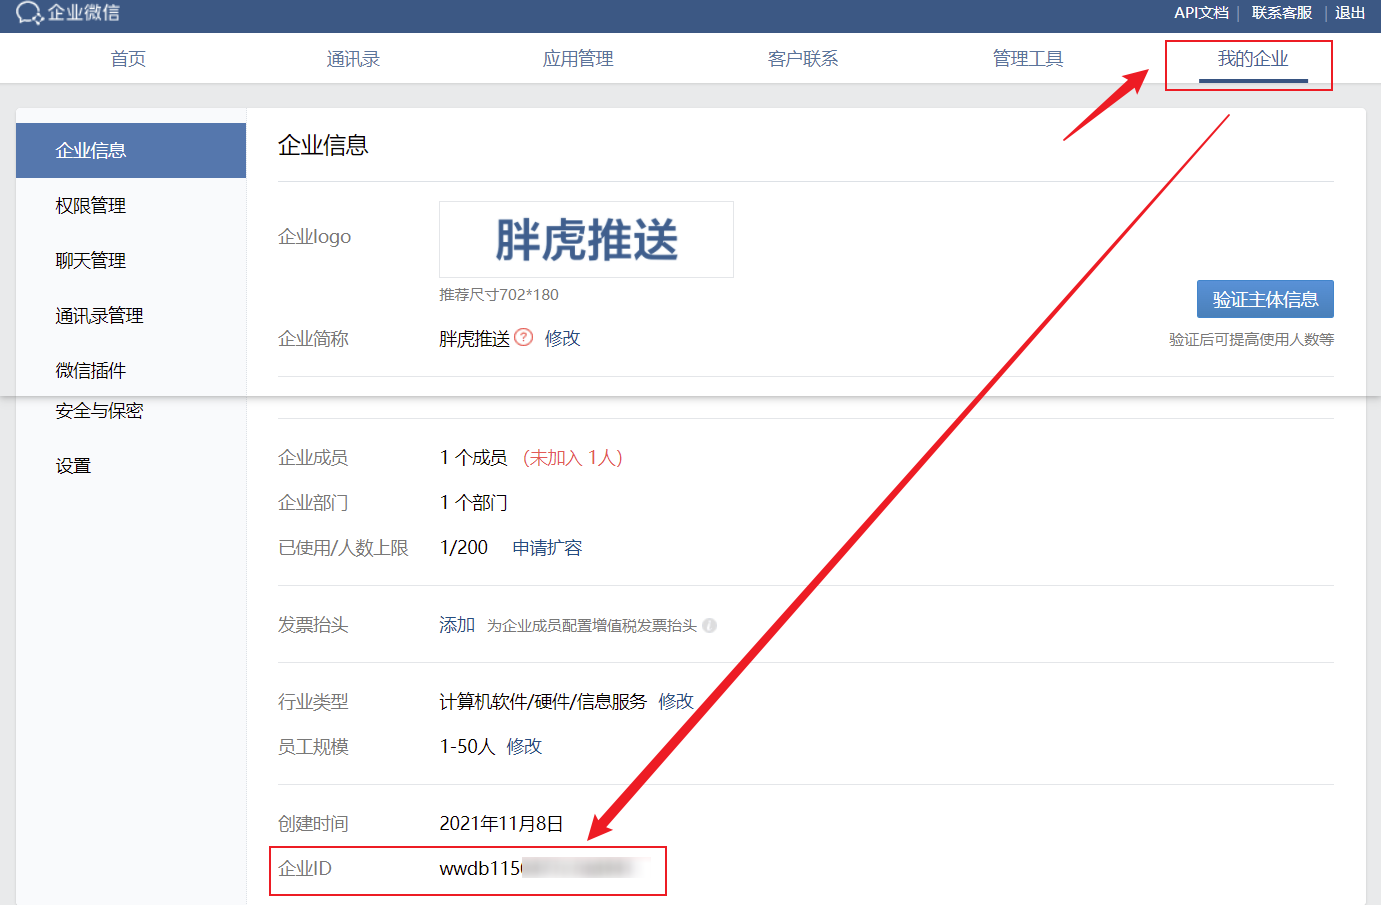 企业微信
API文档 | 联系客服 | 退出
首页 通讯录 应用管理 客户联系 管理工具 我的企业
企业信息
权限管理
聊天管理
通讯录管理
微信插件
安全与保密
设置
企业信息
企业logo
胖虎推送
推荐尺寸702*180
验证主体信息
验证后可提高使用人数等
企业简称 胖虎推送 ? 修改
企业成员 1 个成员 (未加入 1人)
企业部门 1 个部门
已使用/人数上限 1/200 申请扩容
发票抬头 添加 为企业成员配置增值税发票抬头
行业类型 计算机软件/硬件/信息服务 修改
员工规模 1-50人 修改
创建时间 2021年11月8日
企业ID wwdb115